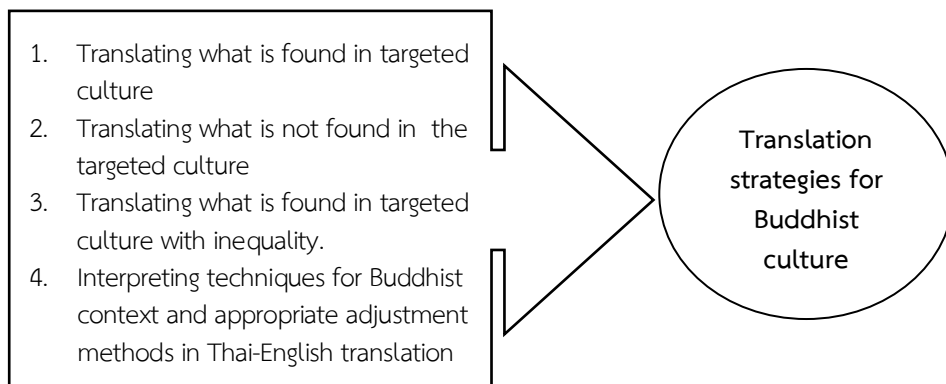 1. Translating what is found in targeted
culture
2. Translating what is not found in the
targeted culture
3. Translating what is found in targeted
culture with inequality.
4. Interpreting techniques for Buddhist
context and appropriate adjustment
methods in Thai-English translation
Translation
strategies for
Buddhist
culture